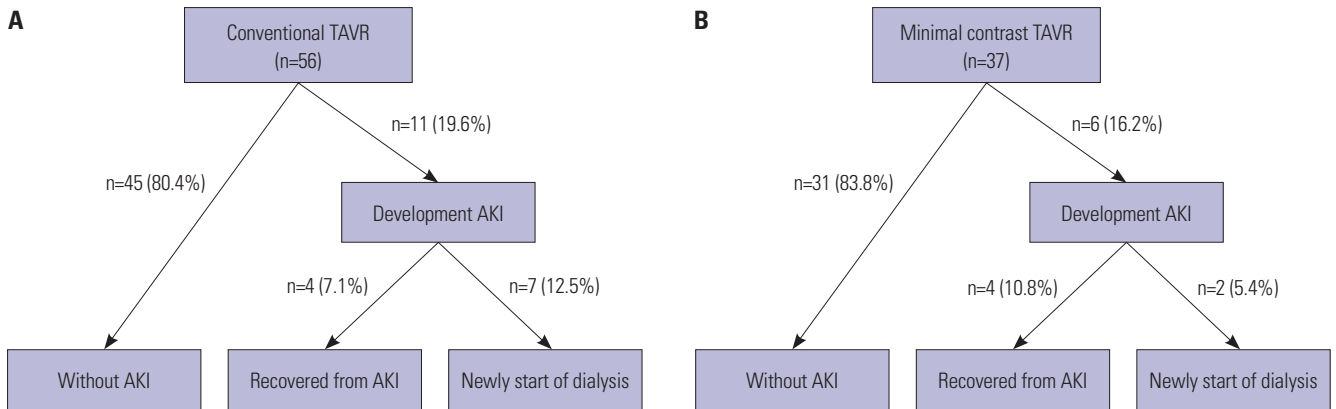 A
Conventional TAVR
(n=56)
n=11 (19.6%)
n=45 (80.4%)
Development AKI
n=4 (7.1%)
n=7 (12.5%)
Without AKI
Recovered from AKI
Newly start of dialysis
B
Minimal contrast TAVR
(n=37)
n=6 (16.2%)
n=31 (83.8%)
Development AKI
n=4 (10.8%)
n=2 (5.4%)
Without AKI
Recovered from AKI
Newly start of dialysis